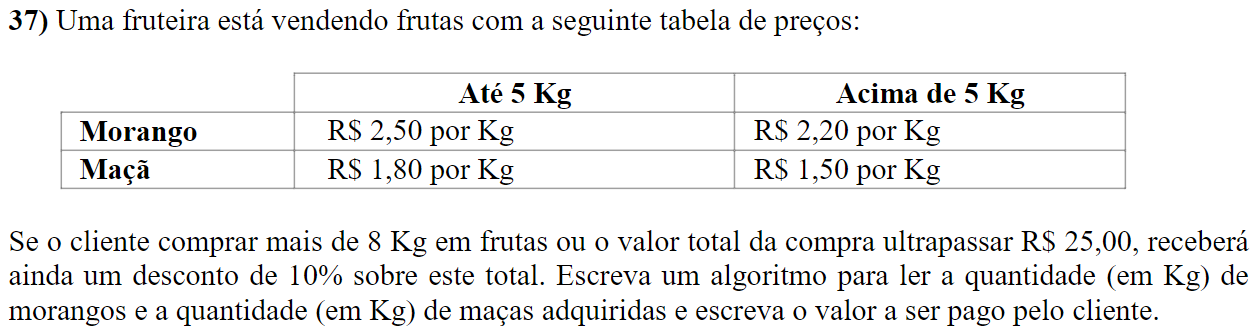 37) Uma fruteira está vendendo frutas com a seguinte tabela de preços:
Até 5 Kg Acima de 5 Kg
Morango R$ 2,50 por Kg R$ 2,20 por Kg
Maçã R$ 1,80 por Kg R$ 1,50 por Kg
Se o cliente comprar mais de 8 Kg em frutas ou o valor total da compra ultrapassar R$ 25,00, receberá
ainda um desconto de 10% sobre este total. Escreva um algoritmo para ler a quantidade (em Kg) de
morangos e a quantidade (em Kg) de maças adquiridas e escreva o valor a ser pago pelo cliente.